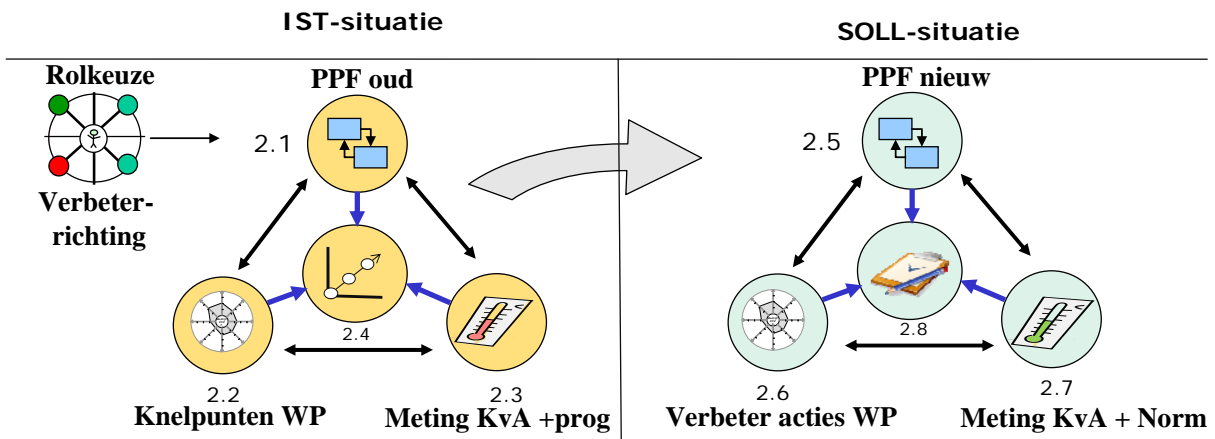 IST-situatie
SOLL-situatie
Rolkeuze
PPF oud
PPF nieuw
2.1
2.5
Verbeter-
richting
2.4
2.8
2.2
2.3
2.6
2.7
Knelpunten WP
Meting KvA +prog
Verbeter acties WP
Meting KvA + Norm